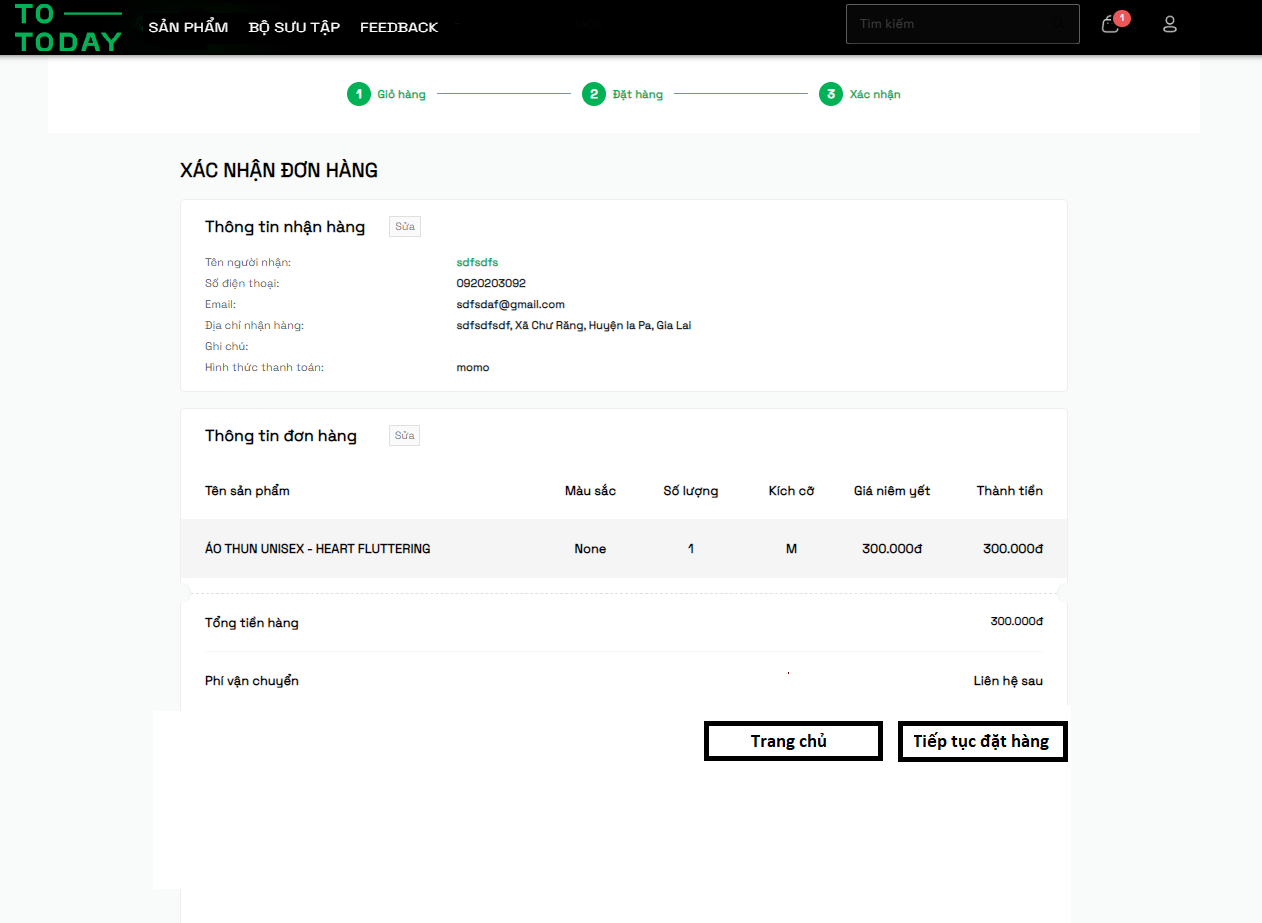 TO
TODAY
SẢN PHẨM BỘ SƯU TẬP FEEDBACK
Tìm kiếm
1
1 Giỏ hàng 2 Đặt hàng 3 Xác nhận
XÁC NHẬN ĐƠN HÀNG
Thông tin nhận hàng Sửa
Tên người nhận: sdfsdfs
Số điện thoại: 0920203092
Email: sdfsdaf@gmail.com
Địa chỉ nhận hàng: sdfsdfsdf, Xã Chư Răng, Huyện Ia Pa, Gia Lai
Ghi chú:
Hình thức thanh toán: momo
Thông tin đơn hàng Sửa
Tên sản phẩm Màu sắc Số lượng Kích cỡ Giá niêm yết Thành tiền
ÁO THUN UNISEX - HEART FLUTTERING None 1 M 300.000đ 300.000đ
Tổng tiền hàng 300.000đ
Phí vận chuyển Liên hệ sau
Trang chủ Tiếp tục đặt hàng